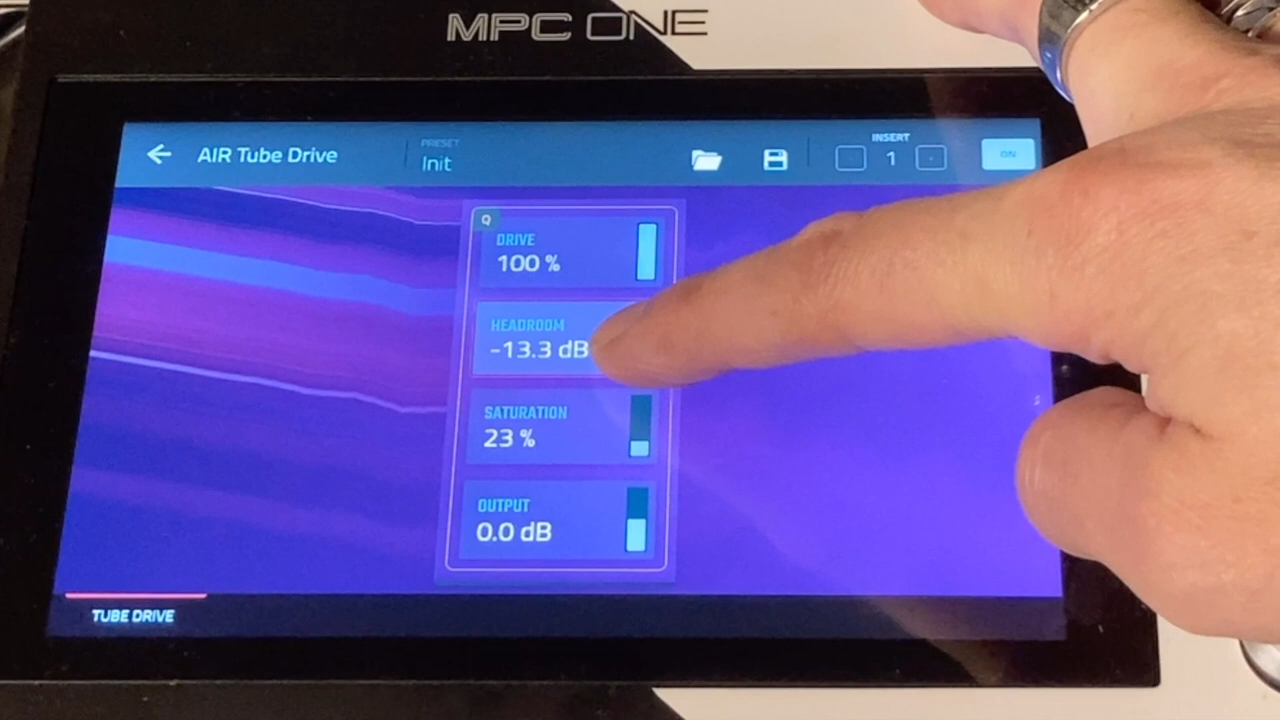 MPC ONE
AIR Tube Drive
PRESET
Init
INSERT
1
ON
Q
DRIVE
100 %
HEADROOM
-13.3 dB
SATURATION
23 %
OUTPUT
0.0 dB
TUBE DRIVE